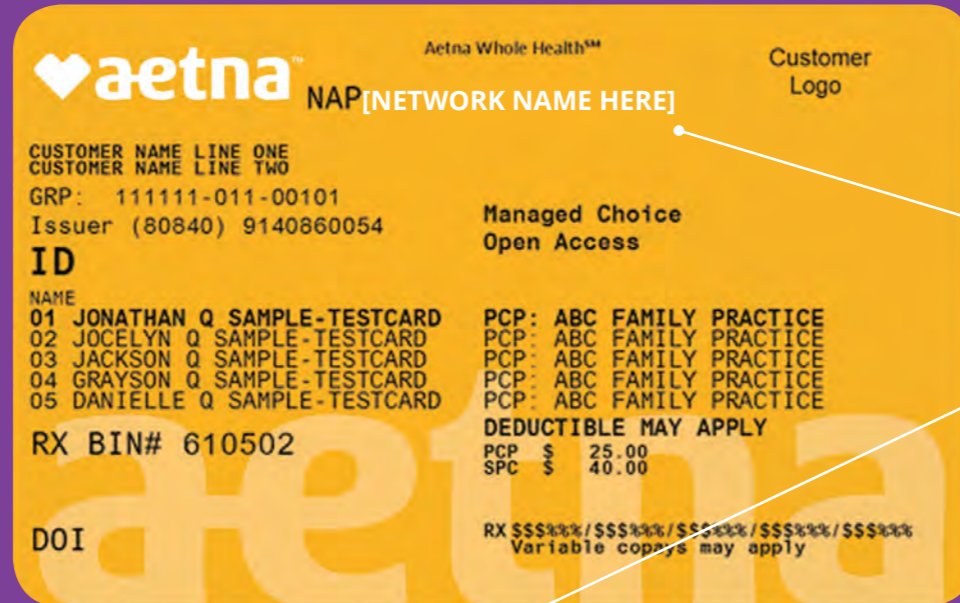 Aetna Whole Health℠
aetna™
NAP[NETWORK NAME HERE]
Customer
Logo
CUSTOMER NAME LINE ONE
CUSTOMER NAME LINE TWO
GRP: 111111-011-00101
Issuer (80840) 9140860054
Managed Choice
Open Access
ID
NAME
01 JONATHAN Q SAMPLE-TESTCARD PCP: ABC FAMILY PRACTICE
02 JOCELYN Q SAMPLE-TESTCARD PCP: ABC FAMILY PRACTICE
03 JACKSON Q SAMPLE-TESTCARD PCP: ABC FAMILY PRACTICE
04 GRAYSON Q SAMPLE-TESTCARD PCP: ABC FAMILY PRACTICE
05 DANIELLE Q SAMPLE-TESTCARD PCP: ABC FAMILY PRACTICE
DEDUCTIBLE MAY APPLY
RX BIN# 610502
PCP $ 25.00
SPC $ 40.00
DOI
RX $$$%%%/$$$%%%/$$$%%%/$$$%%%/$$$%%%
Variable copays may apply
aetna